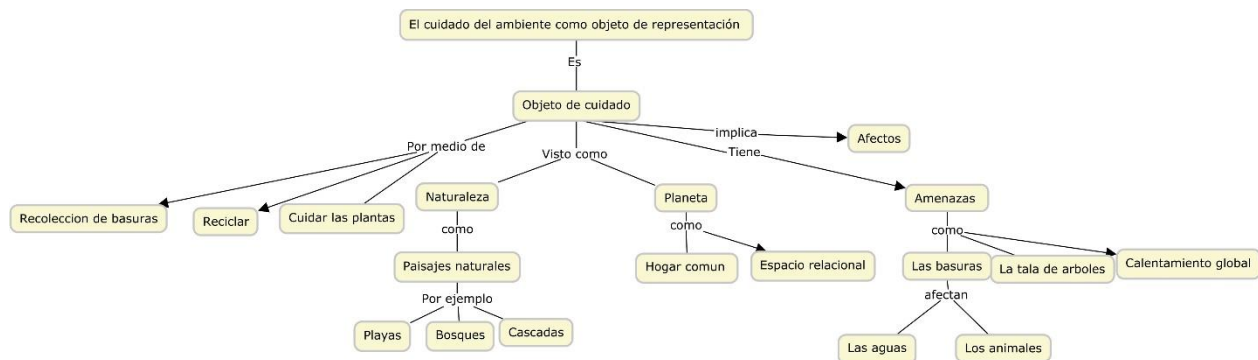 El cuidado del ambiente como objeto de representación
Es
Objeto de cuidado
implica
Afectos
Por medio de
Visto como
Tiene
Recoleccion de basuras
Reciclar
Cuidar las plantas
Naturaleza
Planeta
Amenazas
como
como
como
Paisajes naturales
Hogar comun
Espacio relacional
Las basuras
La tala de arboles
Calentamiento global
Por ejemplo
afectan
Playas
Bosques
Cascadas
Las aguas
Los animales